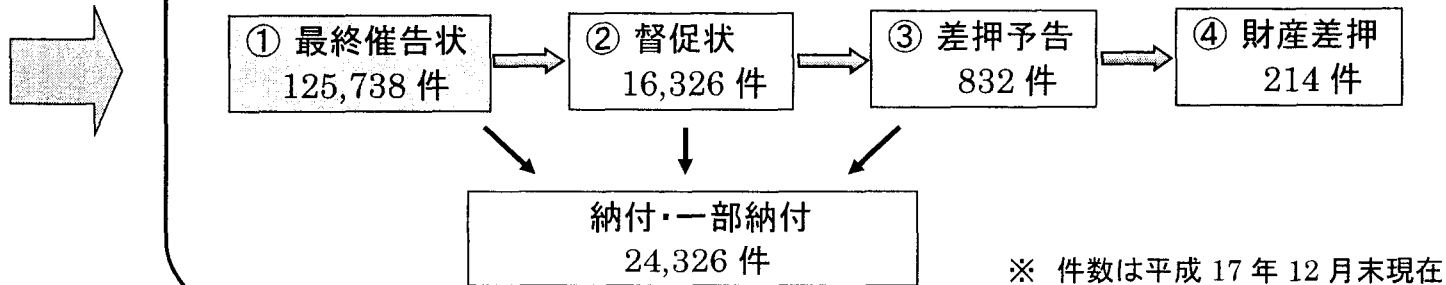 ① 最終催告状
125,738 件
② 督促状
16,326 件
③ 差押予告
832 件
④ 財産差押
214 件
納付・一部納付
24,326 件
※ 件数は平成 17 年 12 月末現在